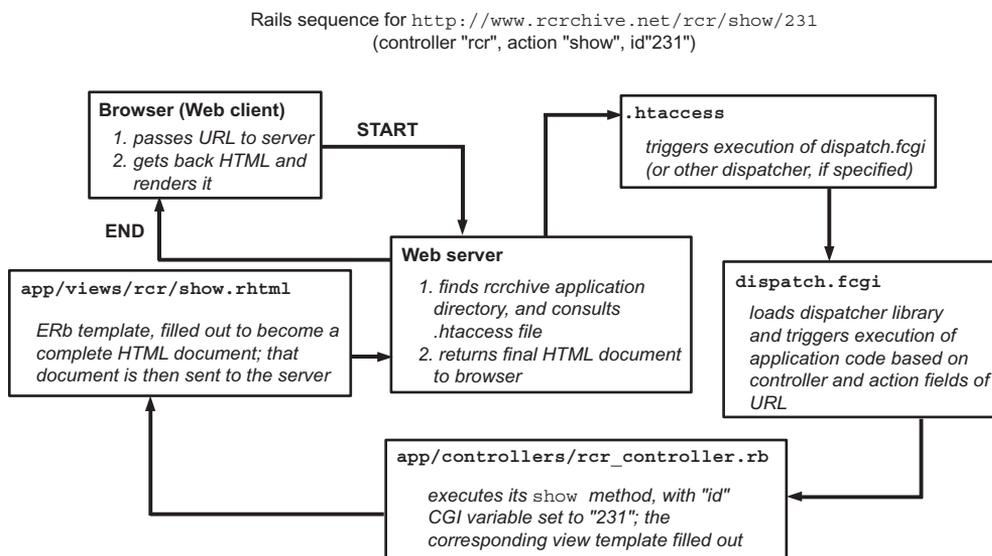 Rails sequence for http://www.rcrchive.net/rcr/show/231
(controller "rcr", action "show", id"231")
Browser (Web client)
1. passes URL to server
2. gets back HTML and
renders it
START
.htaccess
triggers execution of dispatch.fcgi
(or other dispatcher, if specified)
END
Web server
1. finds rcrchive application
directory, and consults
.htaccess file
2. returns final HTML document
to browser
app/views/rcr/show.rhtml
ERb template, filled out to become a
complete HTML document; that
document is then sent to the server
dispatch.fcgi
loads dispatcher library
and triggers execution of
application code based on
controller and action fields of
URL
app/controllers/rcr_controller.rb
executes its show method, with "id"
CGI variable set to "231"; the
corresponding view template filled out